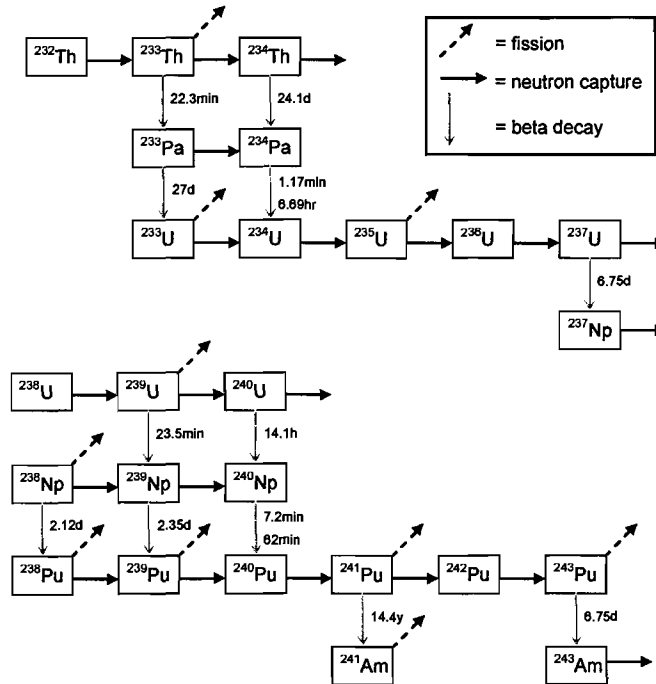 ²³²Th ²³³Th ²³⁴Th
= fission
= neutron capture
= beta decay
22.3min 24.1d
²³³Pa ²³⁴Pa
27d 1.17min
6.69hr
²³³U ²³⁴U ²³⁵U ²³⁶U ²³⁷U
6.75d
²³⁷Np
²³⁸U ²³⁹U ²⁴⁰U
23.5min 14.1h
²³⁸Np ²³⁹Np ²⁴⁰Np
2.12d 2.35d 7.2min
62min
²³⁸Pu ²³⁹Pu ²⁴⁰Pu ²⁴¹Pu ²⁴²Pu ²⁴³Pu
14.4y 6.75d
²⁴¹Am ²⁴³Am